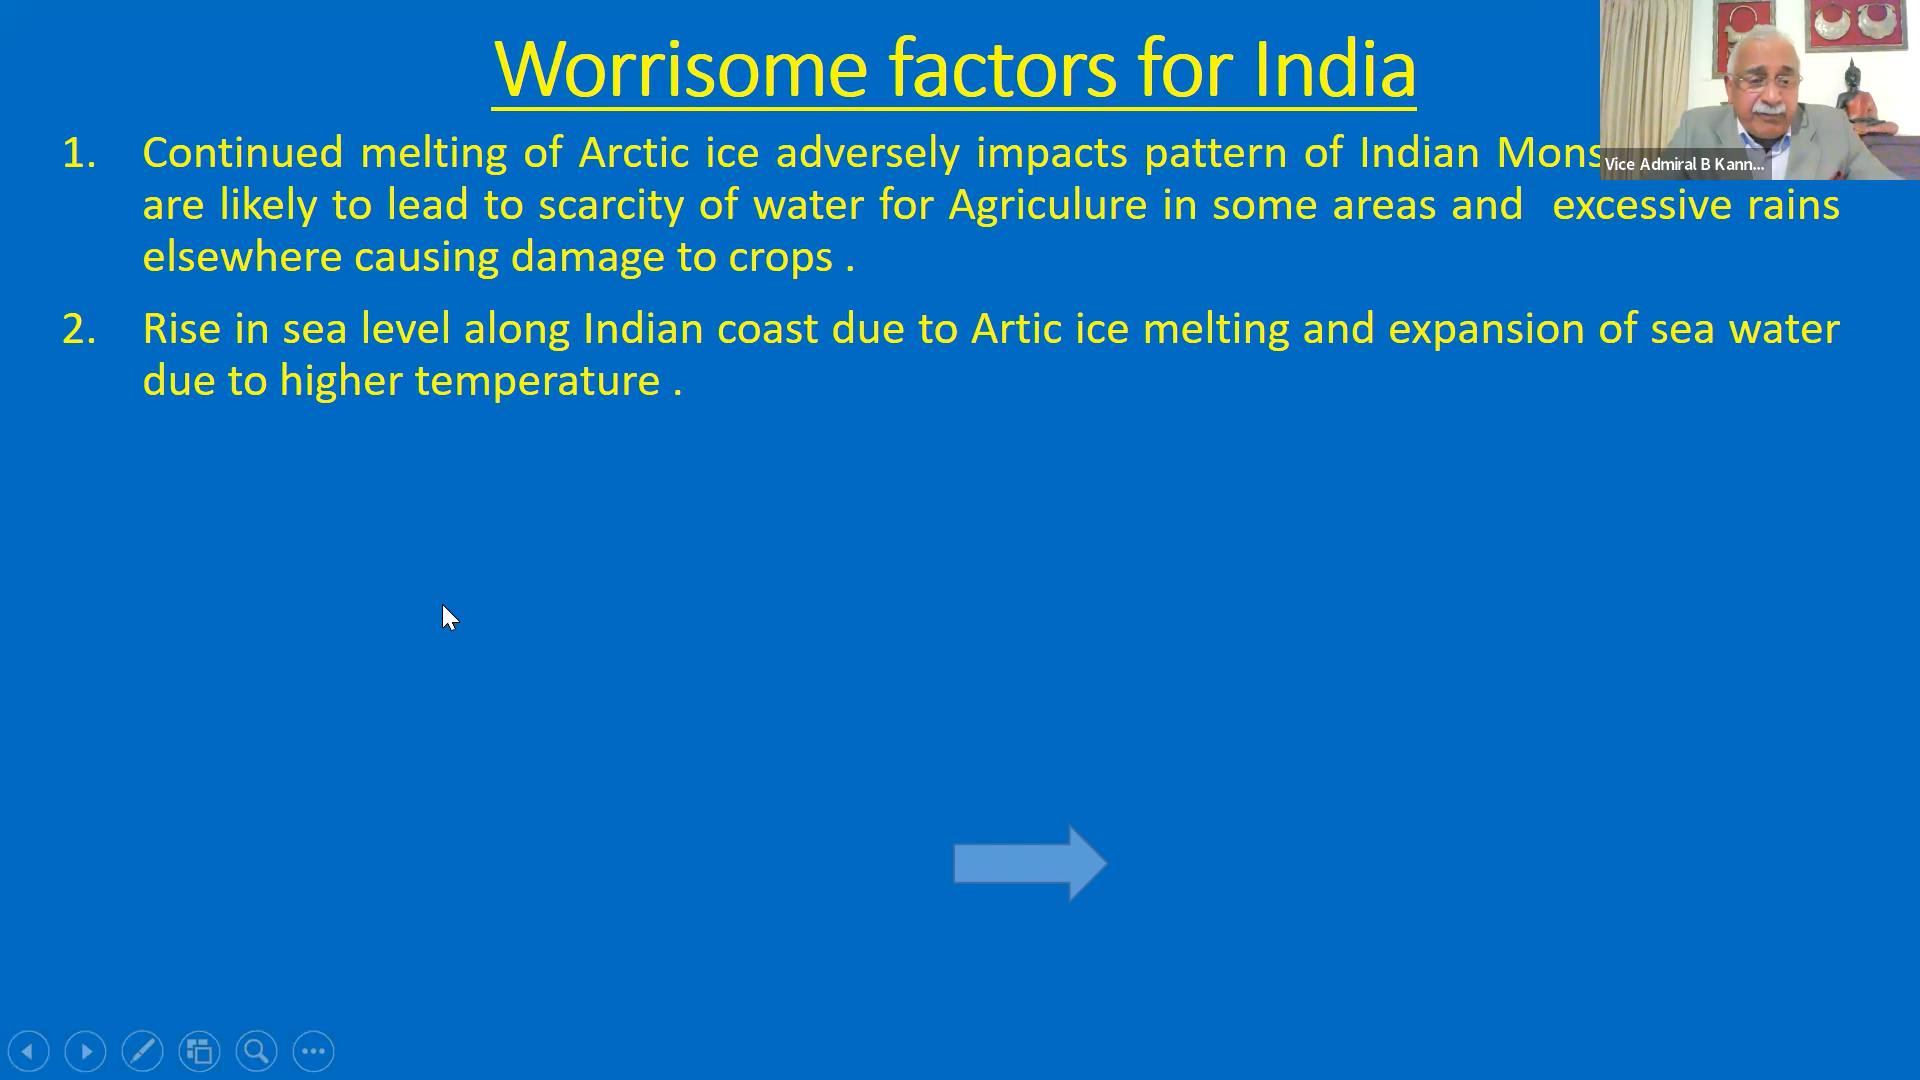 Worrisome factors for India
1. Continued melting of Arctic ice adversely impacts pattern of Indian Mons
are likely to lead to scarcity of water for Agriculure in some areas and excessive rains
elsewhere causing damage to crops .
2. Rise in sea level along Indian coast due to Artic ice melting and expansion of sea water
due to higher temperature .
Vice Admiral B Kann...